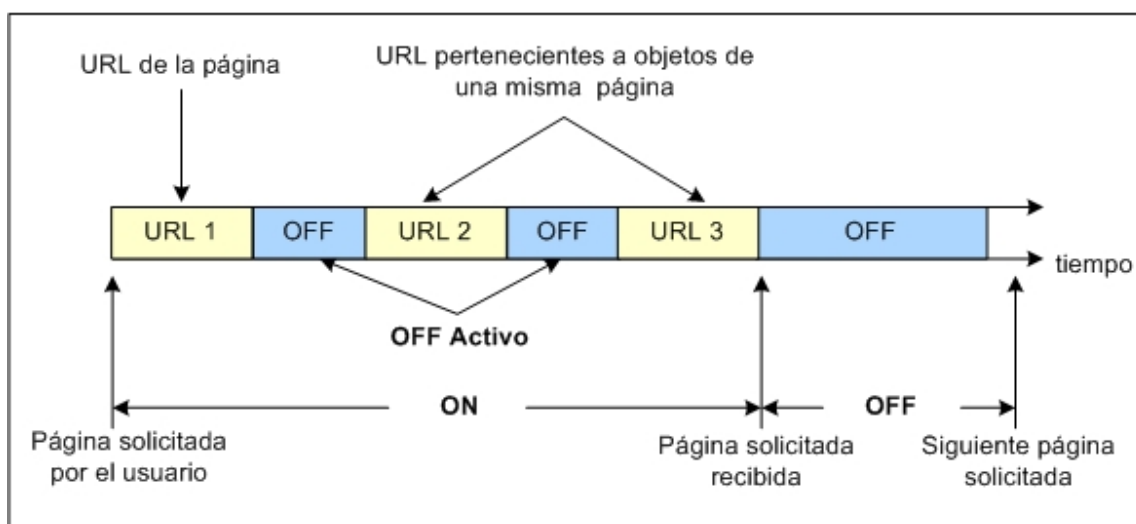 URL de la página
URL pertenecientes a objetos de
una misma página
URL 1
OFF
URL 2
OFF
URL 3
OFF
tiempo
OFF Activo
ON
OFF
Página solicitada
por el usuario
Página solicitada
recibida
Siguiente página
solicitada